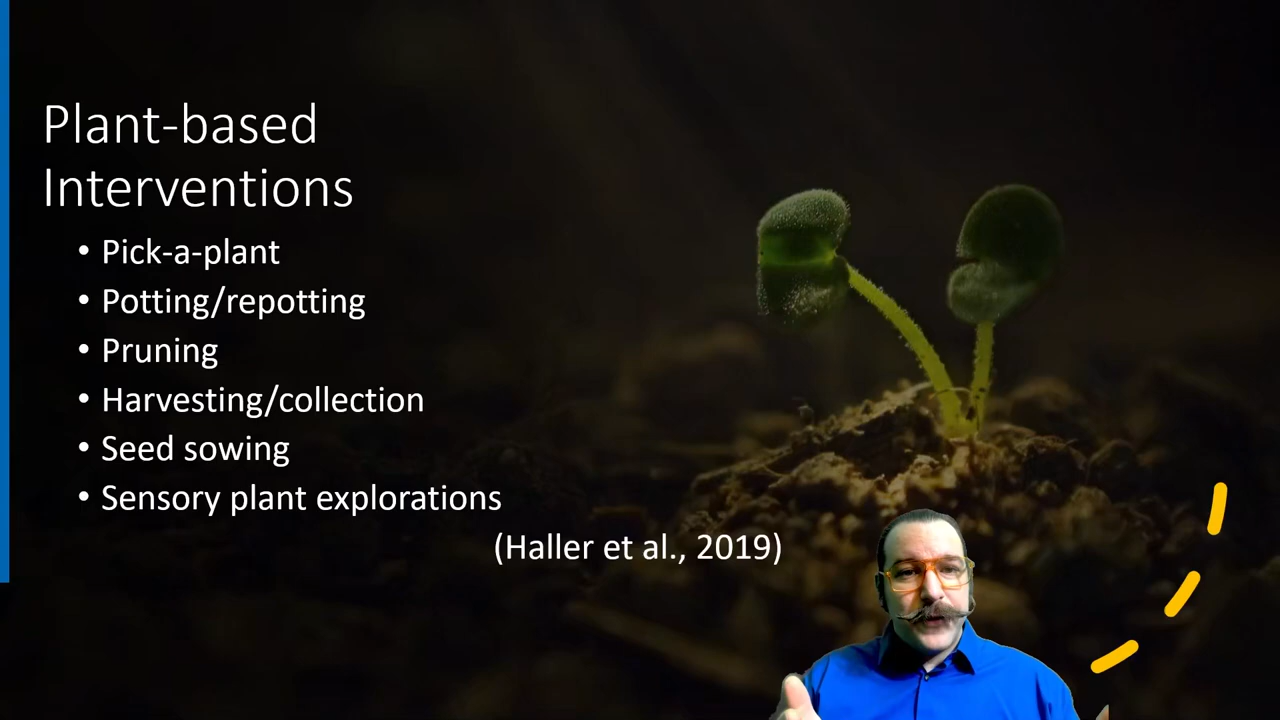 Plant-based
Interventions
• Pick-a-plant
• Potting/repotting
• Pruning
• Harvesting/collection
• Seed sowing
• Sensory plant explorations
(Haller et al., 2019)